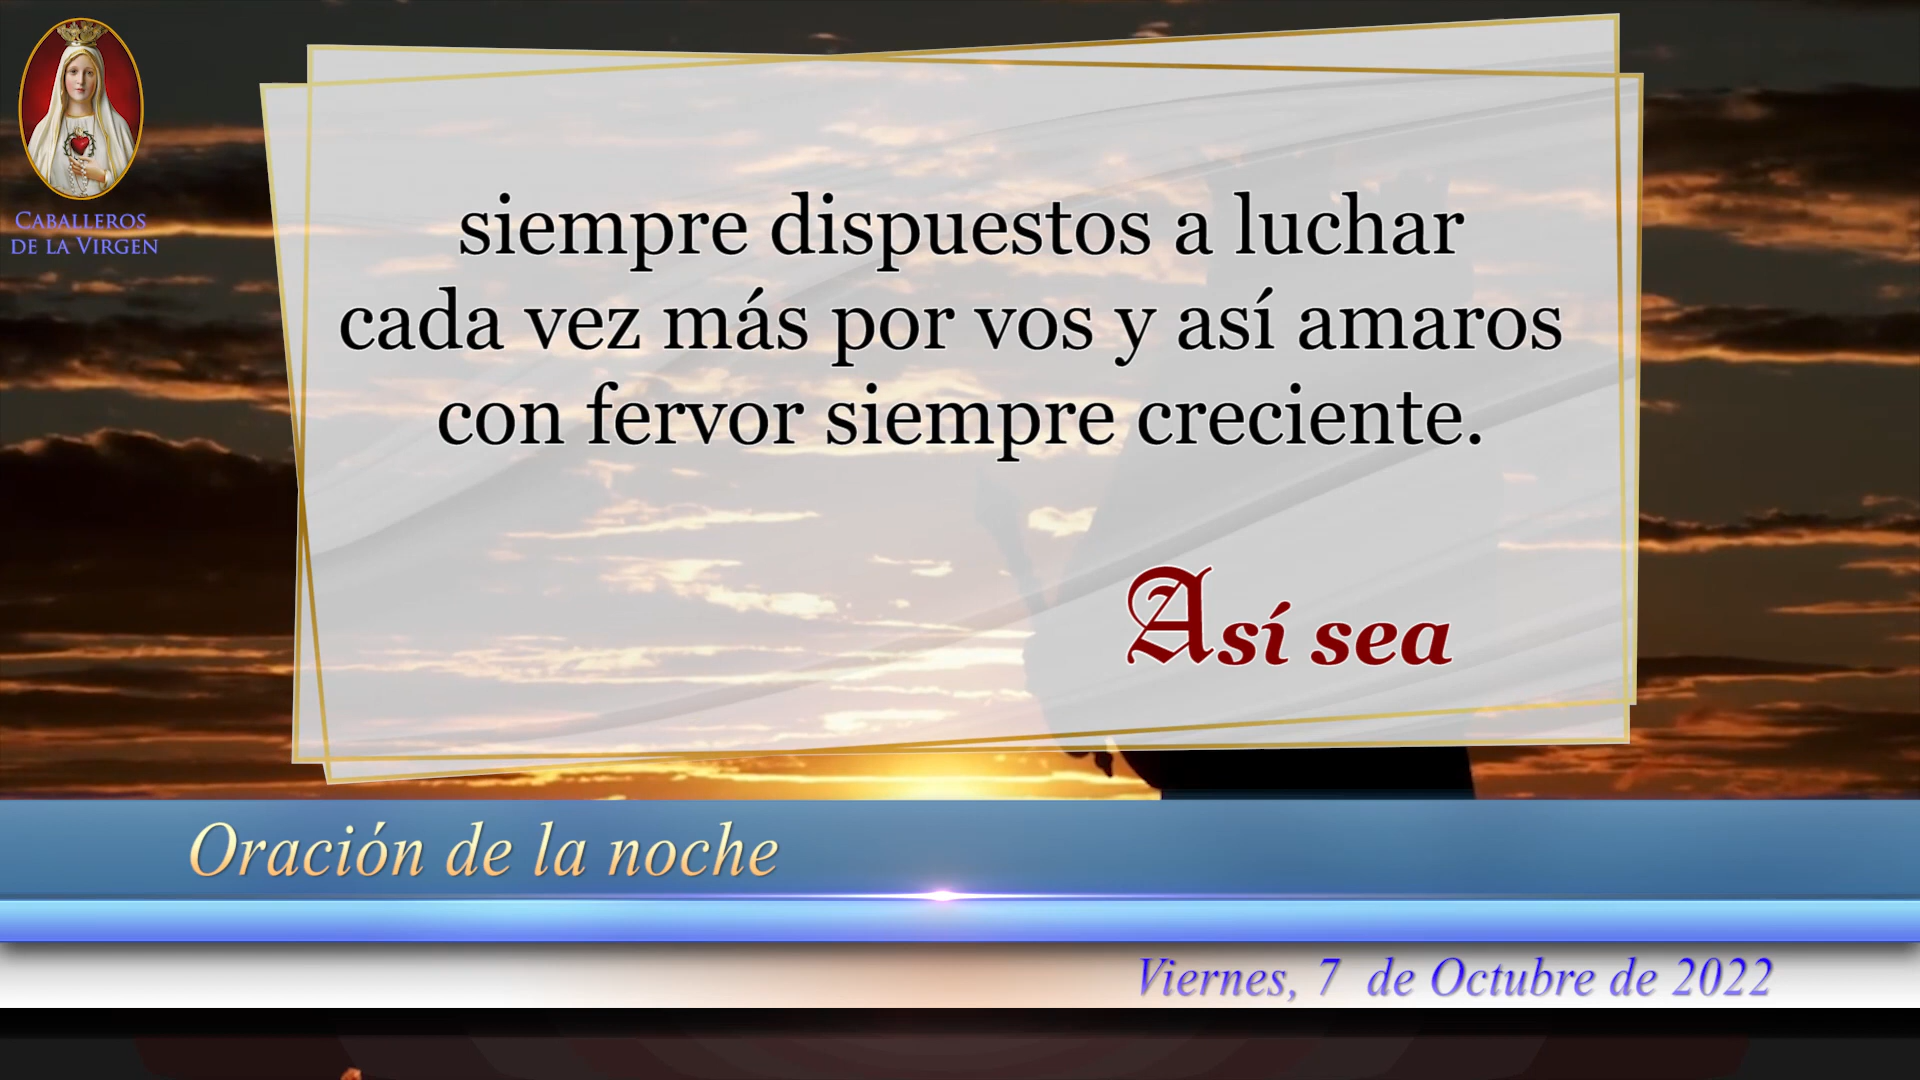 CABALLEROS
DE LA VIRGEN
siempre dispuestos a luchar
cada vez más por vos y así amaros
con fervor siempre creciente.
Así sea
Oración de la noche
Viernes, 7 de Octubre de 2022